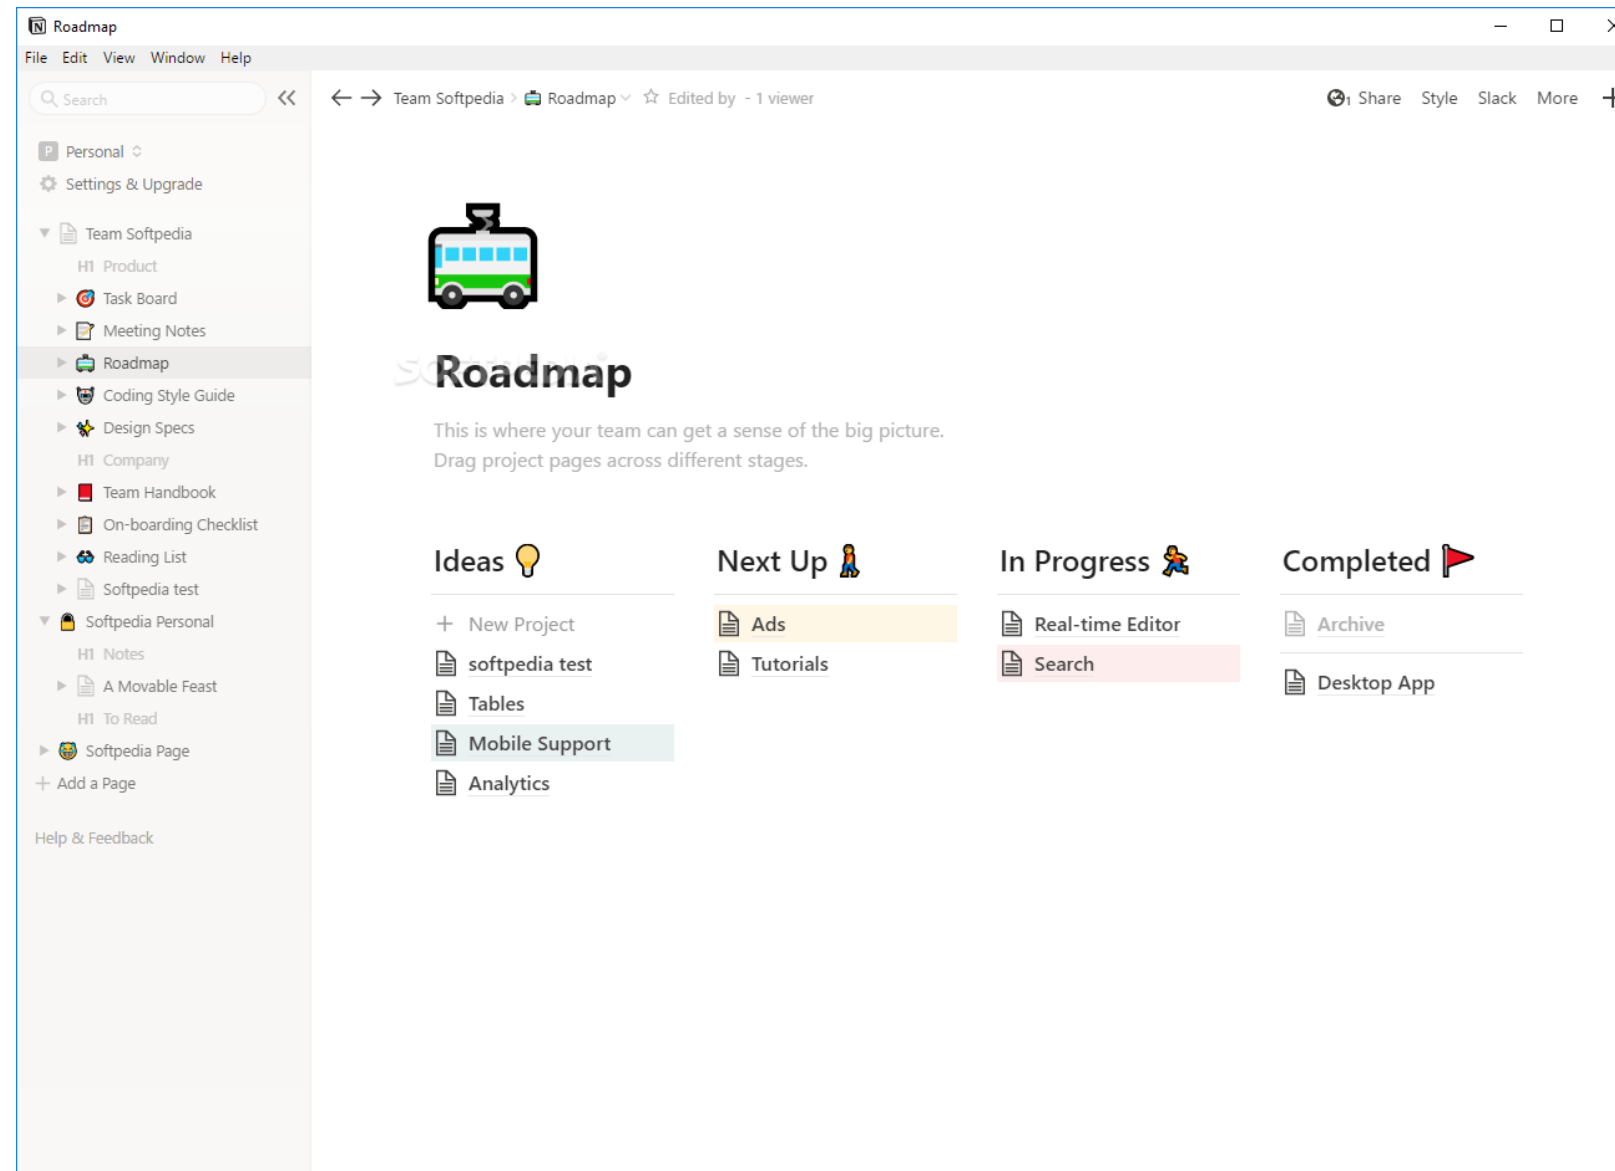 Roadmap
File Edit View Window Help
Search
Team Softpedia Roadmap Edited by - 1 viewer
1 Share Style Slack More
P Personal
Settings & Upgrade
Team Softpedia
H1 Product
Task Board
Meeting Notes
Roadmap
Coding Style Guide
Design Specs
H1 Company
Team Handbook
On-boarding Checklist
Reading List
Softpedia test
Softpedia Personal
H1 Notes
A Movable Feast
H1 To Read
Softpedia Page
+ Add a Page
Help & Feedback
SOFTPEDIA
Roadmap
This is where your team can get a sense of the big picture.
Drag project pages across different stages.
Ideas
+ New Project
softpedia test
Tables
Mobile Support
Analytics
Next Up
Ads
Tutorials
In Progress
Real-time Editor
Search
Completed
Archive
Desktop App